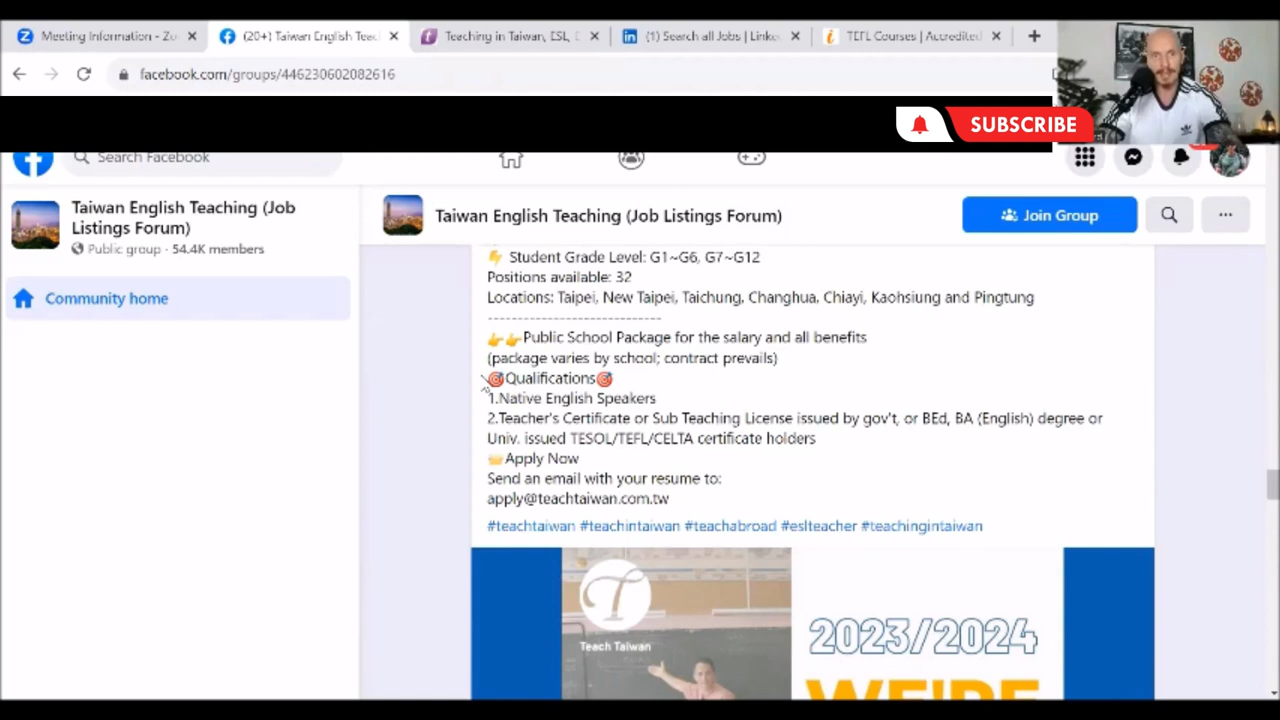 Meeting Information - Zo
(20+) Taiwan English Teac
Teaching in Taiwan, ESL, E
(1) Search all Jobs | Linke
TEFL Courses | Accredited
facebook.com/groups/446230602082616
SUBSCRIBE
Search Facebook
Taiwan English Teaching (Job
Listings Forum)
Public group · 54.4K members
Community home
Taiwan English Teaching (Job Listings Forum)
Join Group
Student Grade Level: G1~G6, G7~G12
Positions available: 32
Locations: Taipei, New Taipei, Taichung, Changhua, Chiayi, Kaohsiung and Pingtung
----------------------------
👉👉Public School Package for the salary and all benefits
(package varies by school; contract prevails)
🎯Qualifications🎯
1.Native English Speakers
2.Teacher's Certificate or Sub Teaching License issued by gov't, or BEd, BA (English) degree or
Univ. issued TESOL/TEFL/CELTA certificate holders
Apply Now
Send an email with your resume to:
apply@teachtaiwan.com.tw
#teachtaiwan #teachintaiwan #teachabroad #eslteacher #teachingintaiwan
T
Teach Taiwan
2023/2024
WE'RE